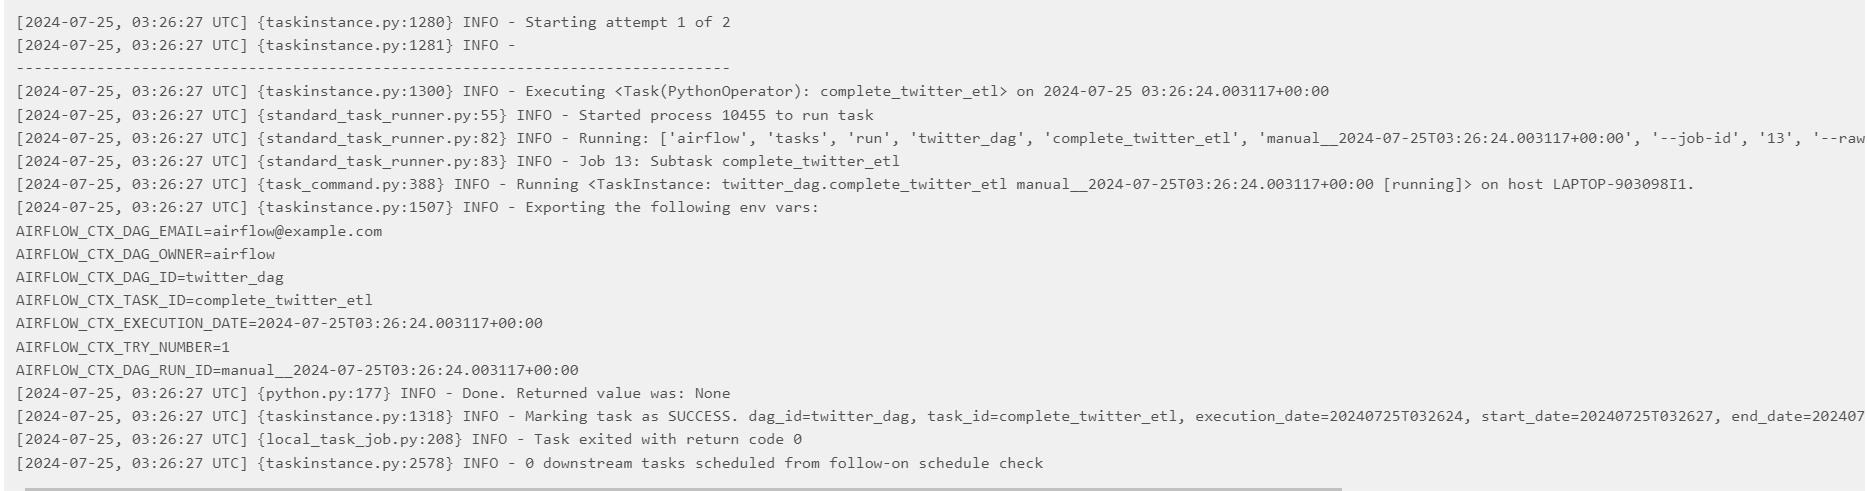 [2024-07-25, 03:26:27 UTC] {taskinstance.py:1280} INFO - Starting attempt 1 of 2
[2024-07-25, 03:26:27 UTC] {taskinstance.py:1281} INFO -
--------------------------------------------------------------------------------
[2024-07-25, 03:26:27 UTC] {taskinstance.py:1300} INFO - Executing <Task(PythonOperator): complete_twitter_etl> on 2024-07-25 03:26:24.003117+00:00
[2024-07-25, 03:26:27 UTC] {standard_task_runner.py:55} INFO - Started process 10455 to run task
[2024-07-25, 03:26:27 UTC] {standard_task_runner.py:82} INFO - Running: ['airflow', 'tasks', 'run', 'twitter_dag', 'complete_twitter_etl', 'manual__2024-07-25T03:26:24.003117+00:00', '--job-id', '13', '--raw
[2024-07-25, 03:26:27 UTC] {standard_task_runner.py:83} INFO - Job 13: Subtask complete_twitter_etl
[2024-07-25, 03:26:27 UTC] {task_command.py:388} INFO - Running <TaskInstance: twitter_dag.complete_twitter_etl manual__2024-07-25T03:26:24.003117+00:00 [running]> on host LAPTOP-903098I1.
[2024-07-25, 03:26:27 UTC] {taskinstance.py:1507} INFO - Exporting the following env vars:
AIRFLOW_CTX_DAG_EMAIL=airflow@example.com
AIRFLOW_CTX_DAG_OWNER=airflow
AIRFLOW_CTX_DAG_ID=twitter_dag
AIRFLOW_CTX_TASK_ID=complete_twitter_etl
AIRFLOW_CTX_EXECUTION_DATE=2024-07-25T03:26:24.003117+00:00
AIRFLOW_CTX_TRY_NUMBER=1
AIRFLOW_CTX_DAG_RUN_ID=manual__2024-07-25T03:26:24.003117+00:00
[2024-07-25, 03:26:27 UTC] {python.py:177} INFO - Done. Returned value was: None
[2024-07-25, 03:26:27 UTC] {taskinstance.py:1318} INFO - Marking task as SUCCESS. dag_id=twitter_dag, task_id=complete_twitter_etl, execution_date=20240725T032624, start_date=20240725T032627, end_date=202407
[2024-07-25, 03:26:27 UTC] {local_task_job.py:208} INFO - Task exited with return code 0
[2024-07-25, 03:26:27 UTC] {taskinstance.py:2578} INFO - 0 downstream tasks scheduled from follow-on schedule check